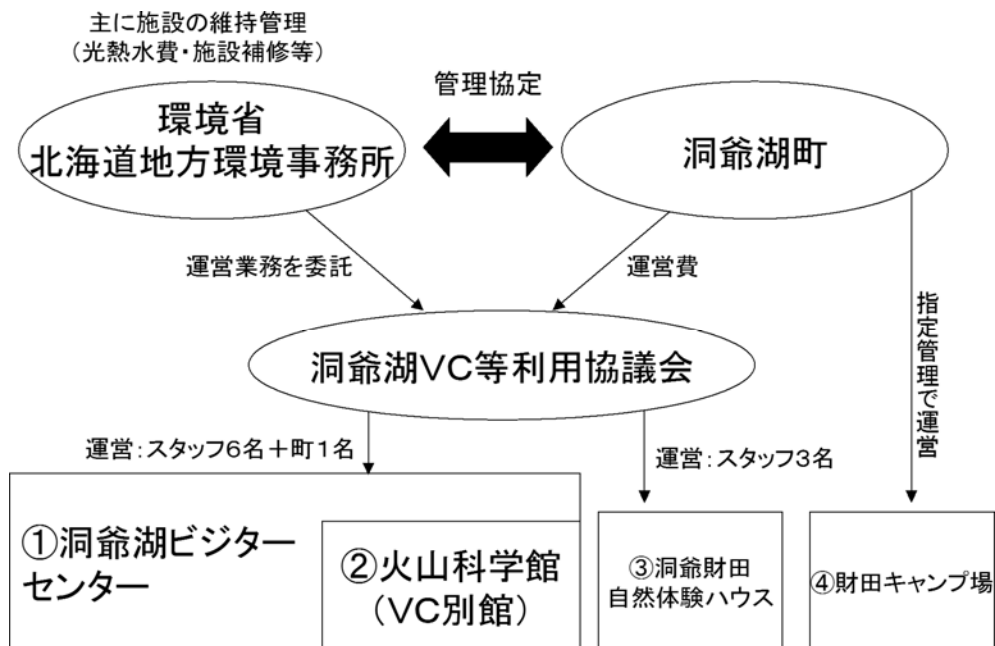 主に施設の維持管理
(光熱水費・施設補修等)
管理協定
環境省
北海道地方環境事務所
洞爺湖町
運営業務を委託
運営費
指定管理で運営
洞爺湖VC等利用協議会
運営:スタッフ6名+町1名
運営:スタッフ3名
①洞爺湖ビジター
センター
②火山科学館
(VC別館)
③洞爺財田
自然体験ハウス
④財田キャンプ場